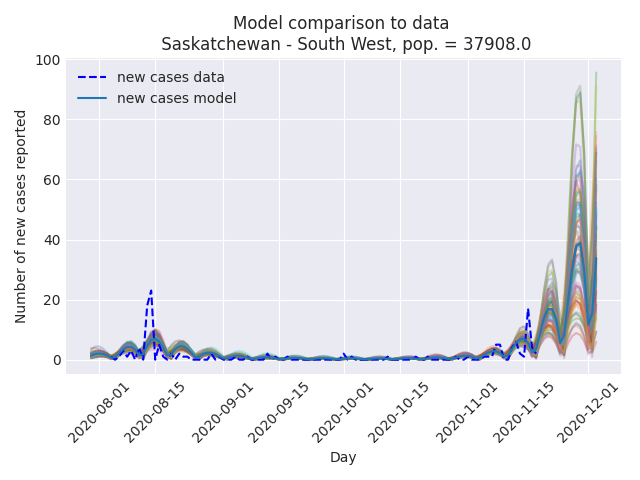 Model comparison to data
Saskatchewan - South West, pop. = 37908.0
new cases data
new cases model
Number of new cases reported
100
80
60
40
20
0
2020-08-01
2020-08-15
2020-09-01
2020-09-15
2020-10-01
2020-10-15
2020-11-01
2020-11-15
2020-12-01
Day